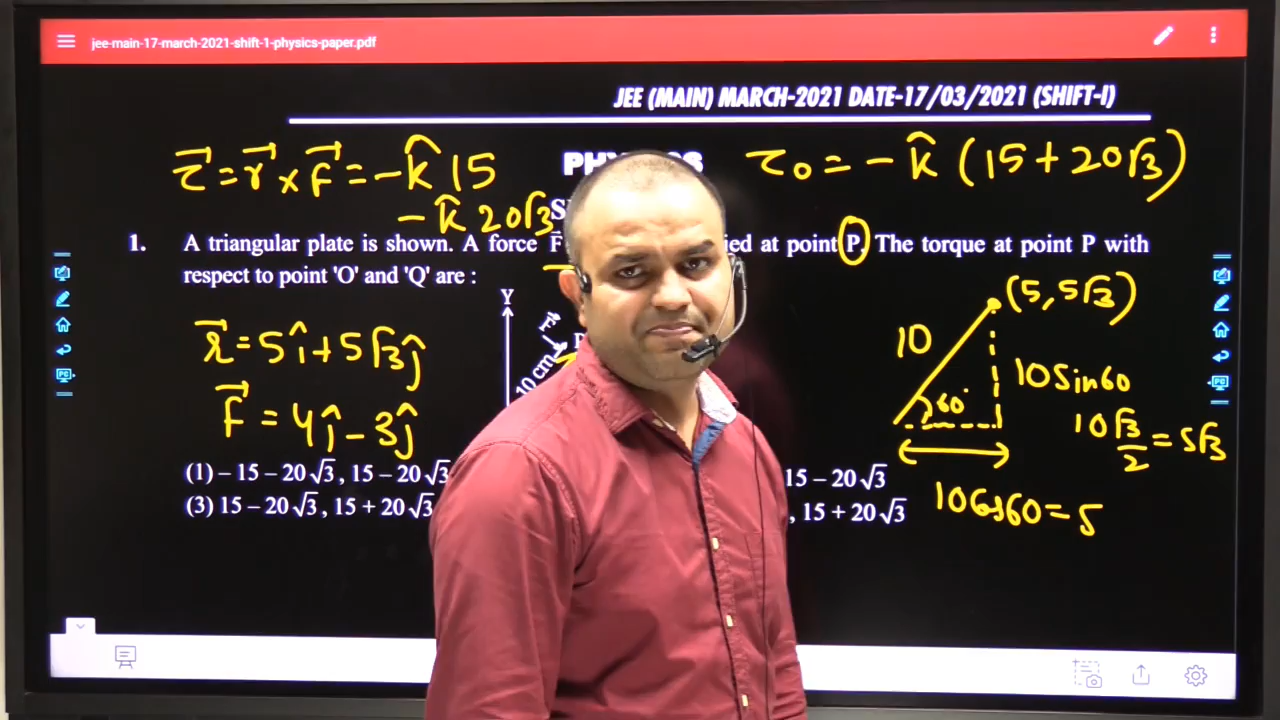 jee-main-17-march-2021-shift-1-physics-paper.pdf
JEE (MAIN) MARCH-2021 DATE-17/03/2021 (SHIFT-I)
τ⃗ = r⃗ × F⃗ = -k̂ 15
- k̂ 20√3
τ₀ = - k̂ (15 + 20√3)
1. A triangular plate is shown. A force F⃗ at point P. The torque at point P with
respect to point 'O' and 'Q' are :
r⃗ = 5î + 5√3ĵ
F⃗ = 4ĵ - 3ĵ
Y
F⃗
P
10 cm
10
60°
(5, 5√3)
10 sin60
10 √3/2 = 5√3
10 Cos60 = 5
(1) – 15 – 20√3 , 15 – 20√3
15 – 20√3
(3) 15 – 20√3 , 15 + 20√3
, 15 + 20√3
PC
PC